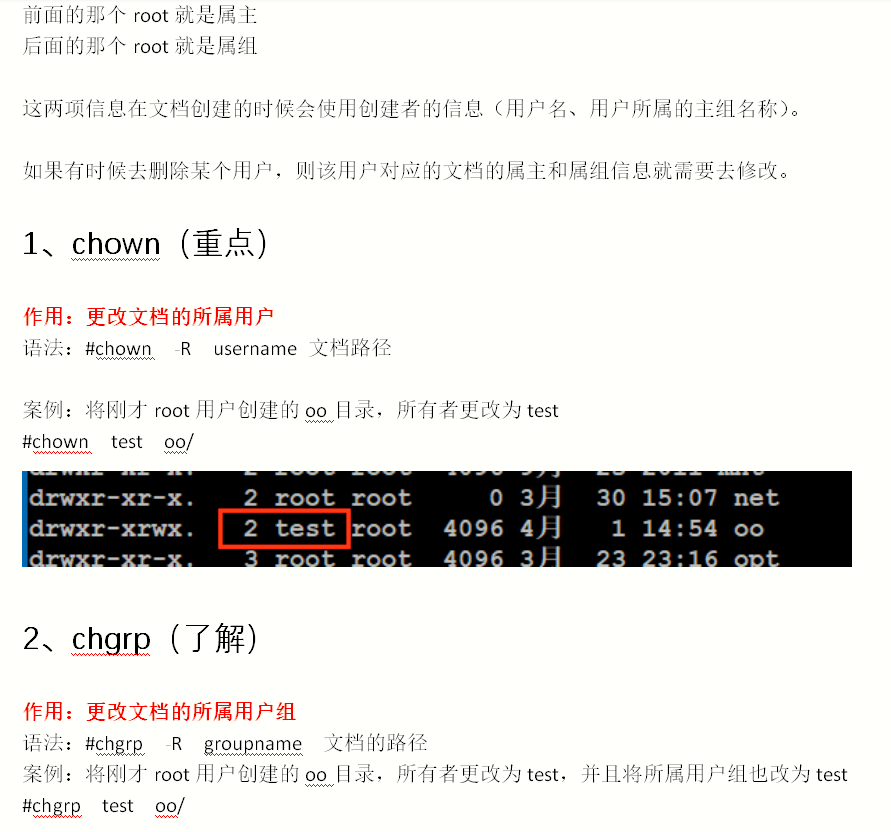 前面的那个 root 就是属主
后面的那个 root 就是属组
这两项信息在文档创建的时候会使用创建者的信息（用户名、用户所属的主组名称）。
如果有时候去删除某个用户，则该用户对应的文档的属主和属组信息就需要去修改。
1、chown（重点）
作用：更改文档的所属用户
语法：#chown -R username 文档路径
案例：将刚才 root 用户创建的 oo 目录，所有者更改为 test
#chown test oo/
drwxr-xr-x. 2 root root 4096 9月 23 2011 mnt
drwxr-xr-x. 2 root root 0 3月 30 15:07 net
drwxr-xrwx. 2 test root 4096 4月 1 14:54 oo
drwxr-xr-x. 3 root root 4096 3月 23 23:16 opt
2、chgrp（了解）
作用：更改文档的所属用户组
语法：#chgrp -R groupname 文档的路径
案例：将刚才 root 用户创建的 oo 目录，所有者更改为 test，并且将所属用户组也改为 test
#chgrp test oo/